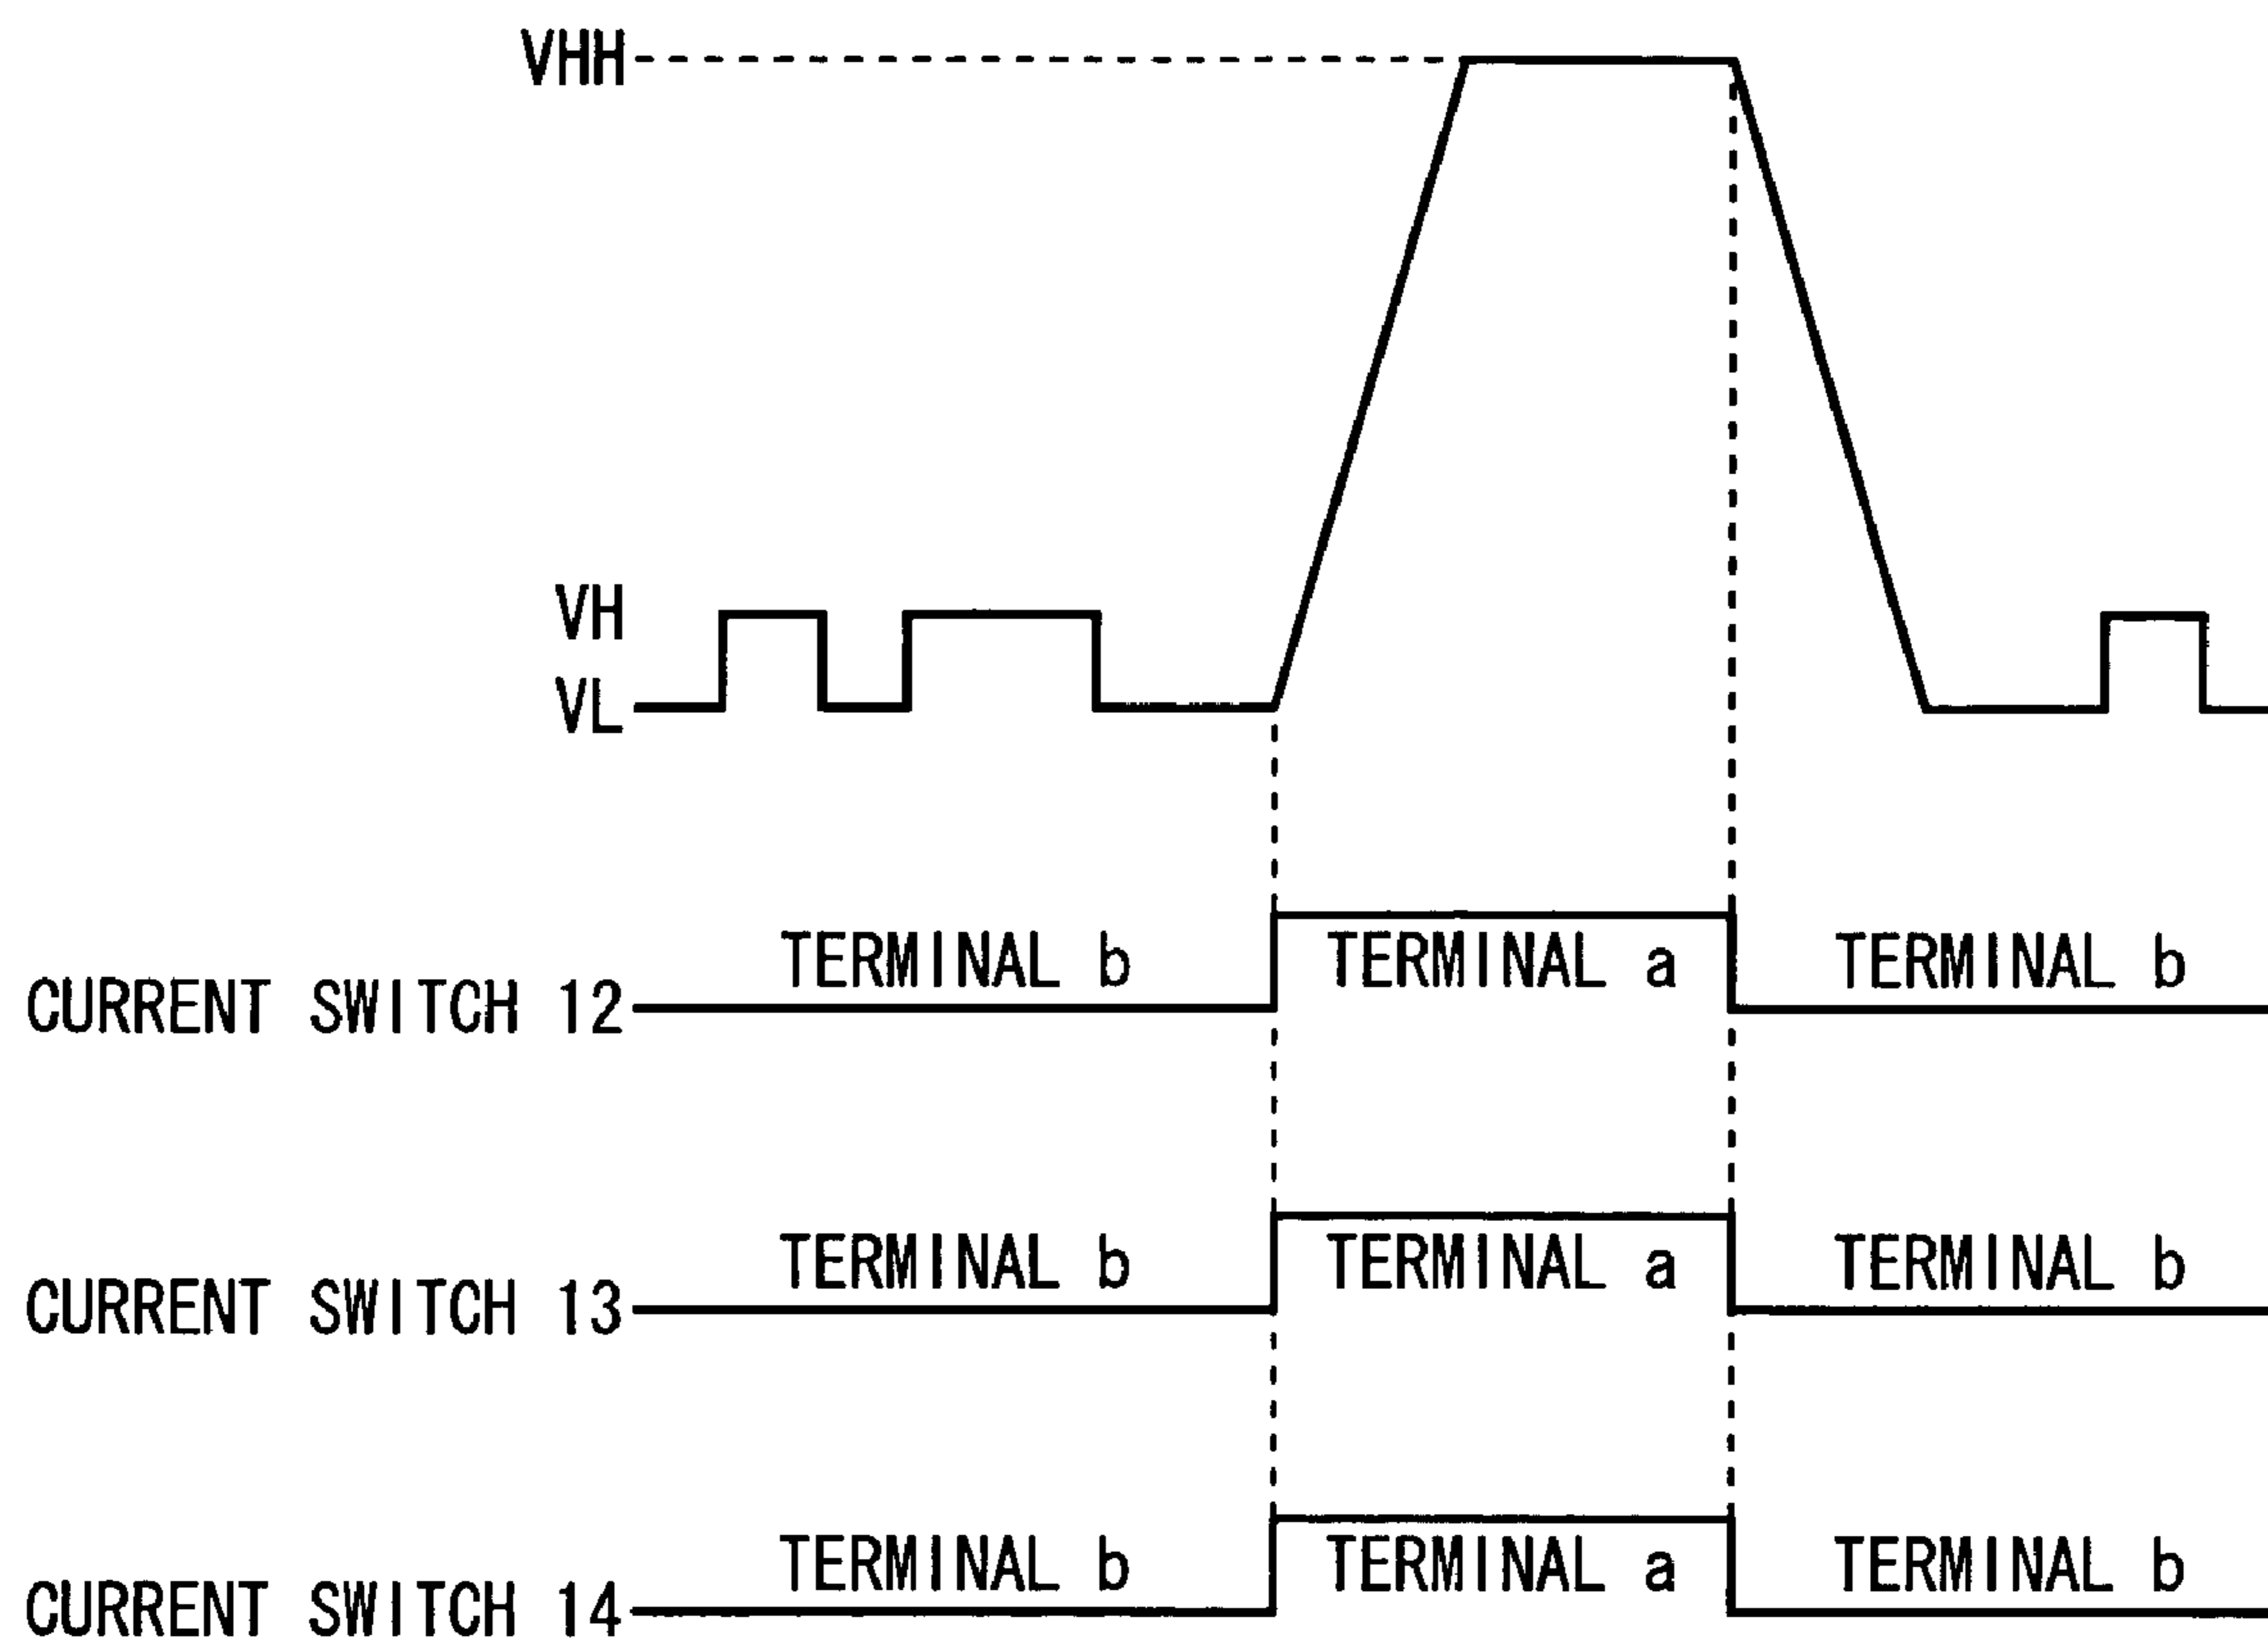 VHH
VH
VL
TERMINAL b TERMINAL a TERMINAL b
CURRENT SWITCH 12
TERMINAL b TERMINAL a TERMINAL b
CURRENT SWITCH 13
TERMINAL b TERMINAL a TERMINAL b
CURRENT SWITCH 14